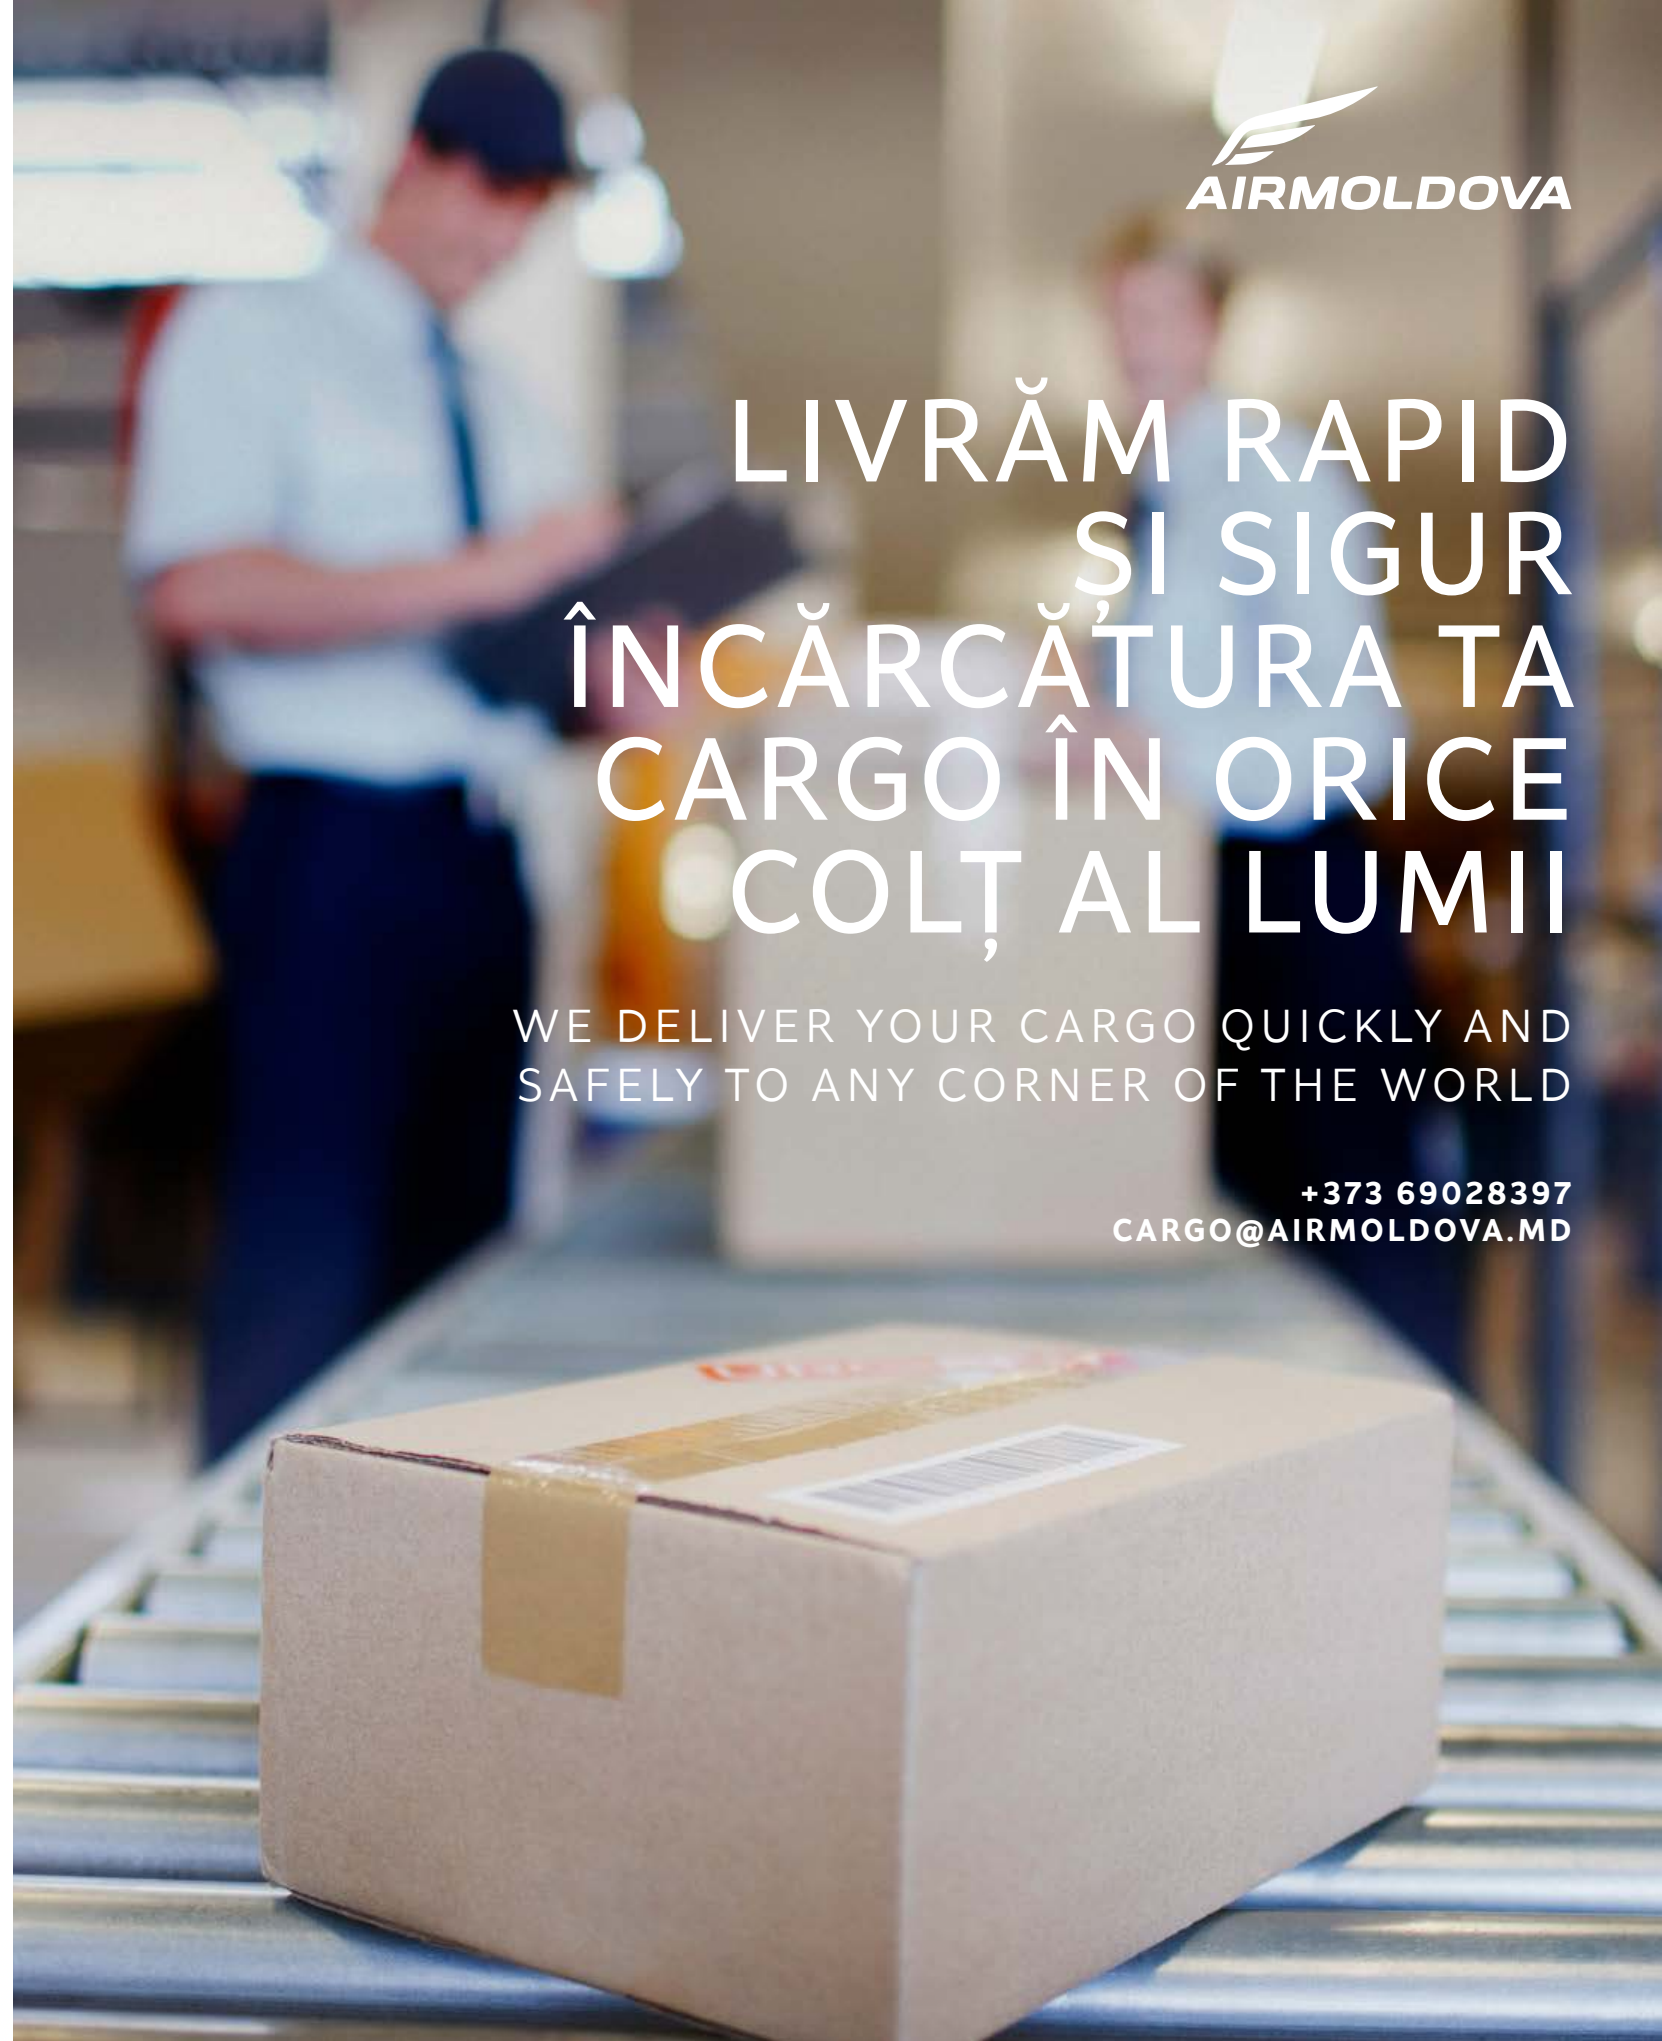 AIRMOLDOVA
LIVRĂM RAPID
ȘI SIGUR
ÎNCĂRCĂTURA TA
CARGO ÎN ORICE
COLȚ AL LUMII
WE DELIVER YOUR CARGO QUICKLY AND
SAFELY TO ANY CORNER OF THE WORLD
+373 69028397
CARGO@AIRMOLDOVA.MD